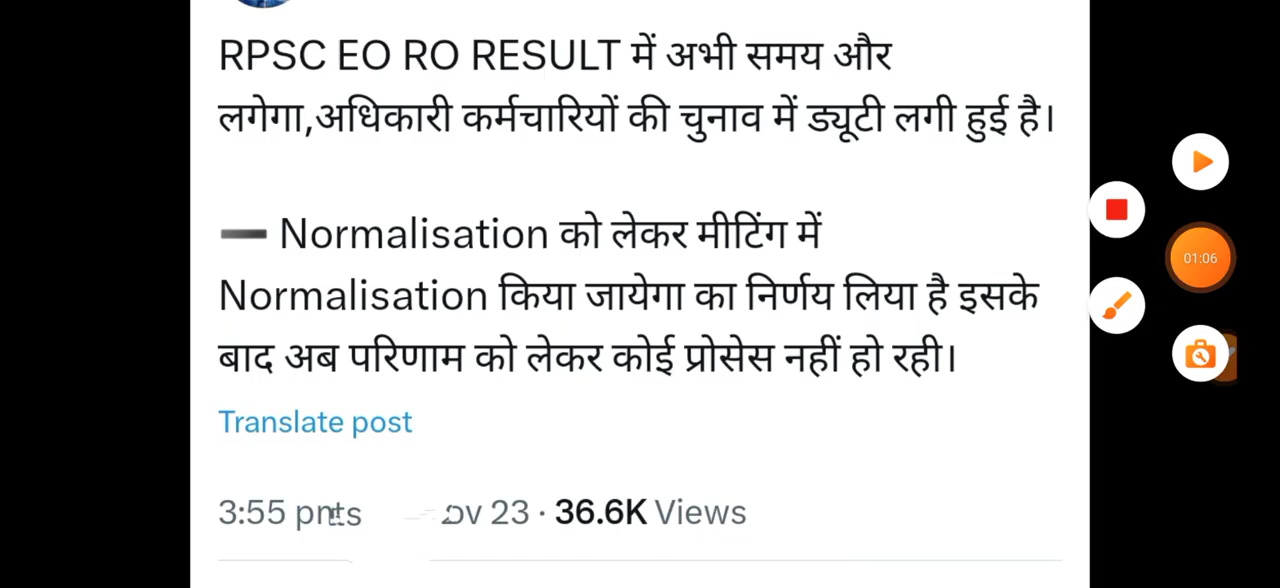 RPSC EO RO RESULT में अभी समय और
लगेगा,अधिकारी कर्मचारियों की चुनाव में ड्यूटी लगी हुई है।
➖ Normalisation को लेकर मीटिंग में
Normalisation किया जायेगा का निर्णय लिया है इसके
बाद अब परिणाम को लेकर कोई प्रोसेस नहीं हो रही।
Translate post
3:55 23 · 36.6K Views
01:06